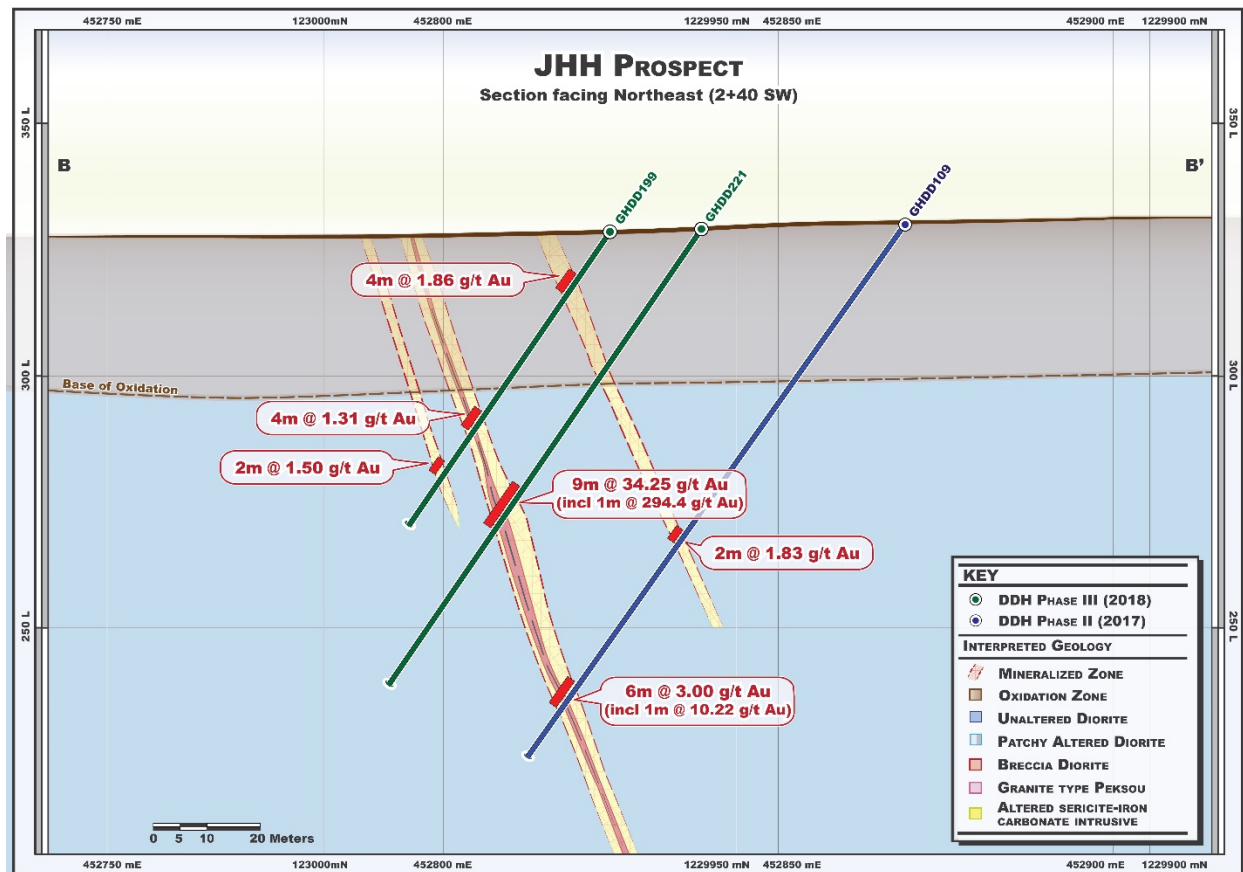 452750 mE
123000mN
452800 mE
1229950 mN
452850 mE
452900 mE
1229900 mN
JHH Prospect
Section facing Northeast (2+40 SW)
350 L
350 L
B
B'
GHDD199
GHDD221
GHDD109
4m @ 1.86 g/t Au
300 L
Base of Oxidation
300 L
4m @ 1.31 g/t Au
2m @ 1.50 g/t Au
9m @ 34.25 g/t Au
(incl 1m @ 294.4 g/t Au)
2m @ 1.83 g/t Au
250 L
250 L
6m @ 3.00 g/t Au
(incl 1m @ 10.22 g/t Au)
KEY
DDH Phase III (2018)
DDH Phase II (2017)
Interpreted Geology
Mineralized Zone
Oxidation Zone
Unaltered Diorite
Patchy Altered Diorite
Breccia Diorite
Granite type Peksou
Altered sericite-iron
carbonate intrusive
0 5 10 20 Meters
452750 mE
123000mN
452800 mE
1229950 mN
452850 mE
452900 mE
1229900 mN